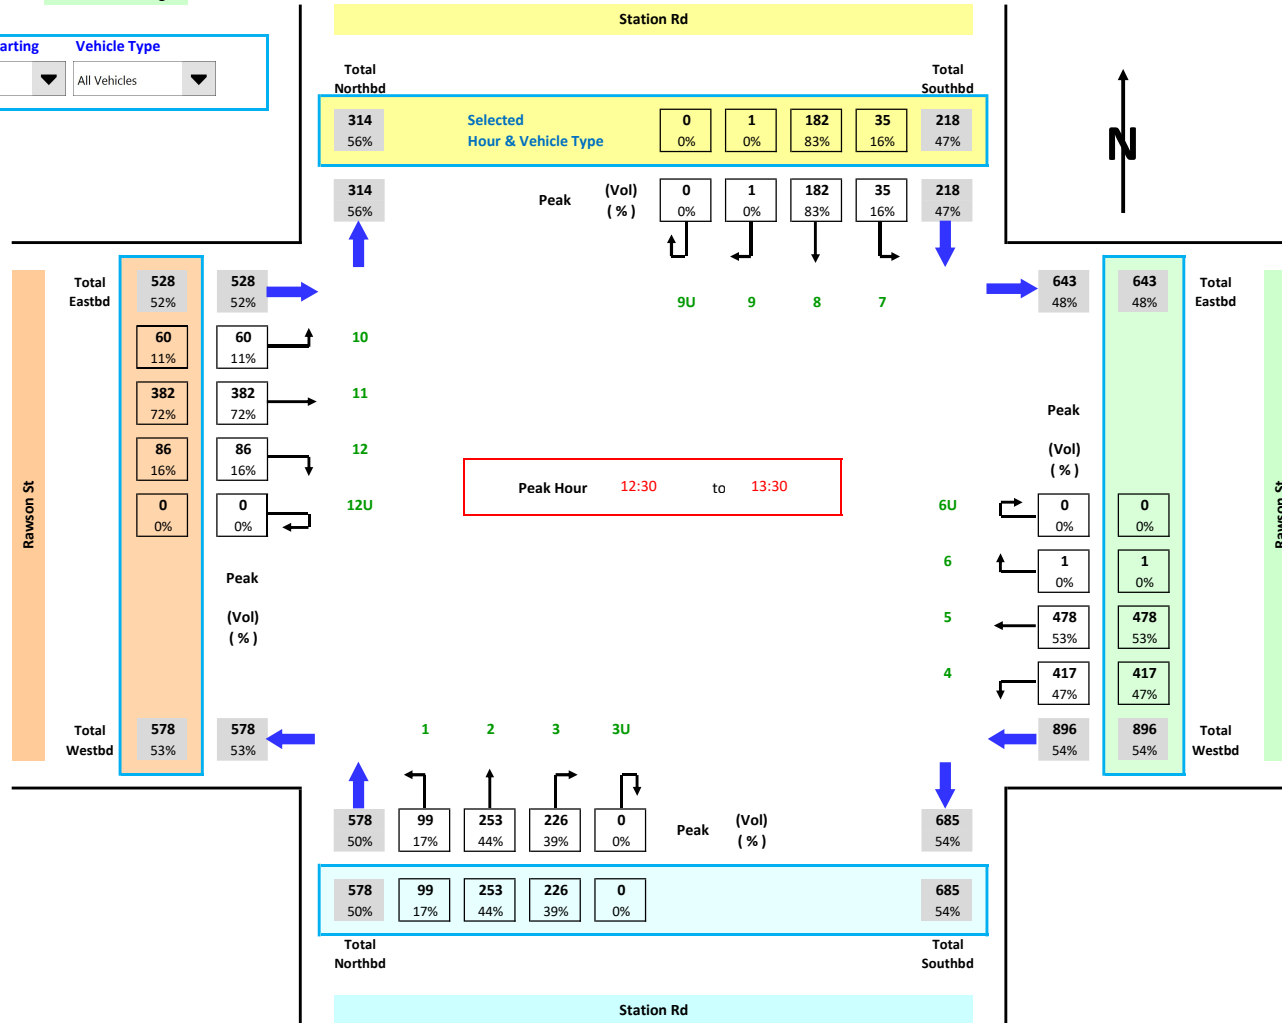 Station Rd
arting Vehicle Type
All Vehicles
Total
Northbd
Total
Southbd
314 Selected 0 1 182 35 218
56% Hour & Vehicle Type 0% 0% 83% 16% 47%
314 Peak (Vol) 0 1 182 35 218
56% ( % ) 0% 0% 83% 16% 47%
N
9U 9 8 7
Total 528 528
Eastbd 52% 52%
643 643 Total
48% 48% Eastbd
60 60 10
11% 11%
382 382 11
72% 72%
86 86 12
16% 16%
0 0 12U
0% 0%
Peak
(Vol)
( % )
Rawson St
Peak Hour 12:30 to 13:30
Peak
(Vol)
( % )
6U 0 0
0% 0%
6 1 1
0% 0%
5 478 478
53% 53%
4 417 417
47% 47%
Rawson St
Total 578 578
Westbd 53% 53%
896 896 Total
54% 54% Westbd
1 2 3 3U
578 99 253 226 0 Peak (Vol) 685
50% 17% 44% 39% 0% ( % ) 54%
578 99 253 226 0 685
50% 17% 44% 39% 0% 54%
Total
Northbd
Total
Southbd
Station Rd